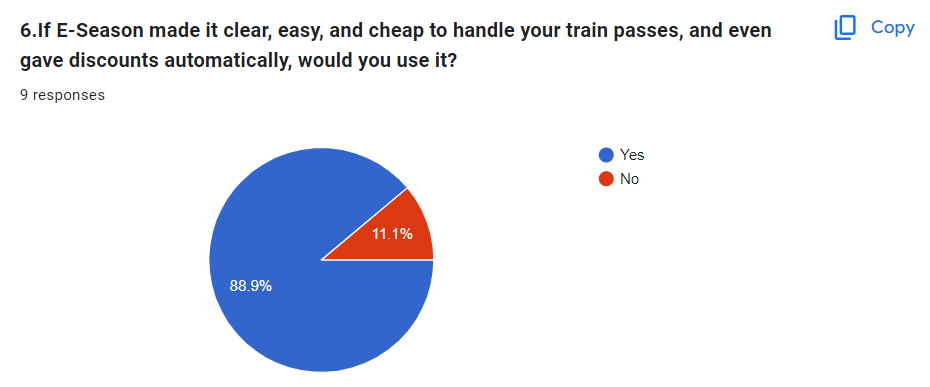 6.If E-Season made it clear, easy, and cheap to handle your train passes, and even
gave discounts automatically, would you use it?
Copy
9 responses
Yes
No
11.1%
88.9%